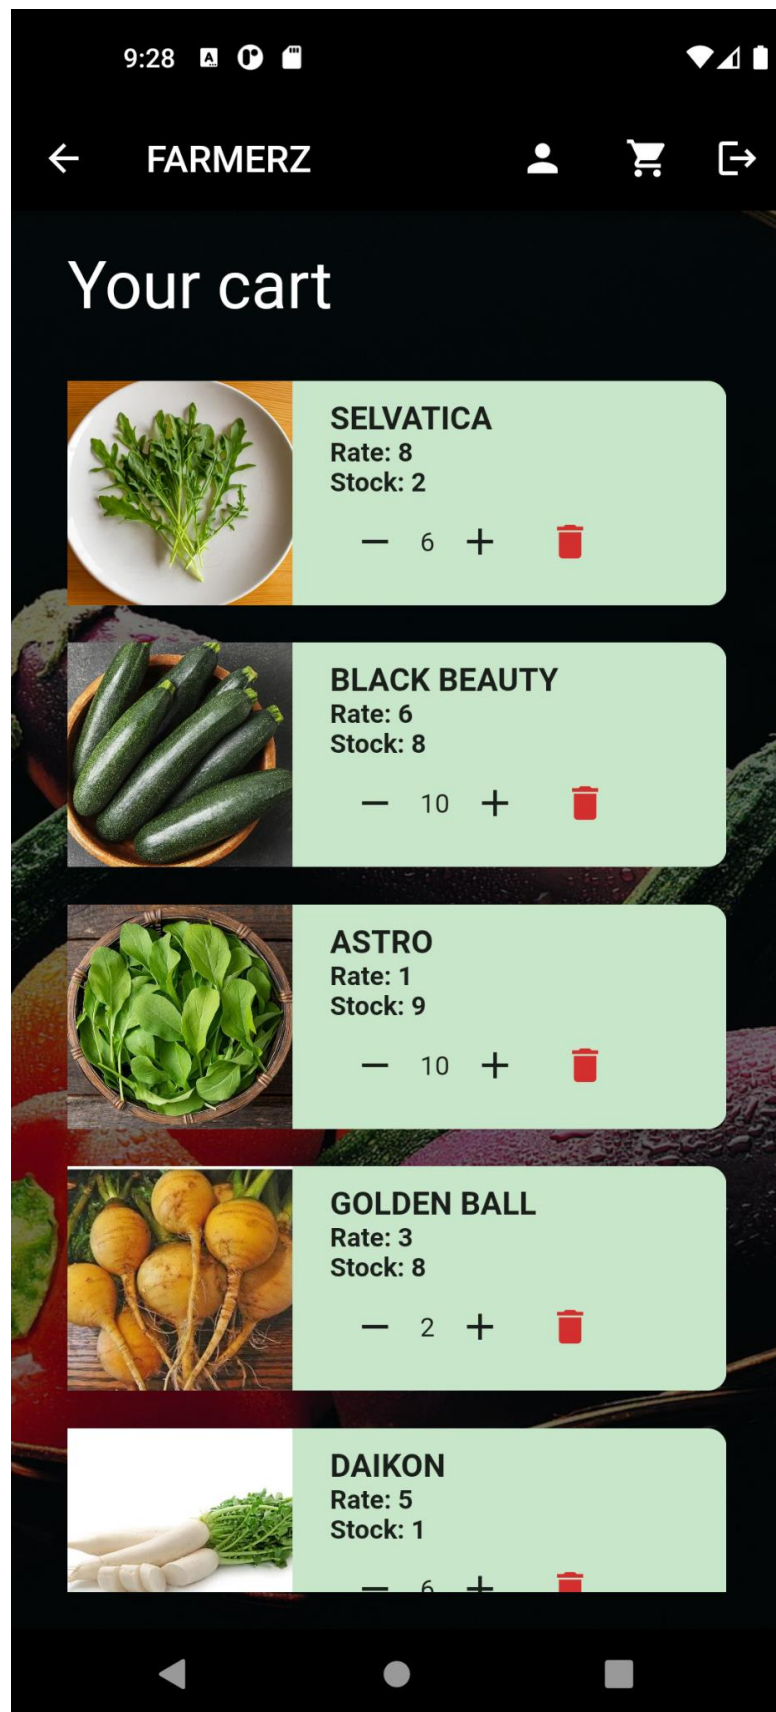 9:28
FARMERZ
Your cart
SELVATICA
Rate: 8
Stock: 2
6
BLACK BEAUTY
Rate: 6
Stock: 8
10
ASTRO
Rate: 1
Stock: 9
10
GOLDEN BALL
Rate: 3
Stock: 8
2
DAIKON
Rate: 5
Stock: 1
6